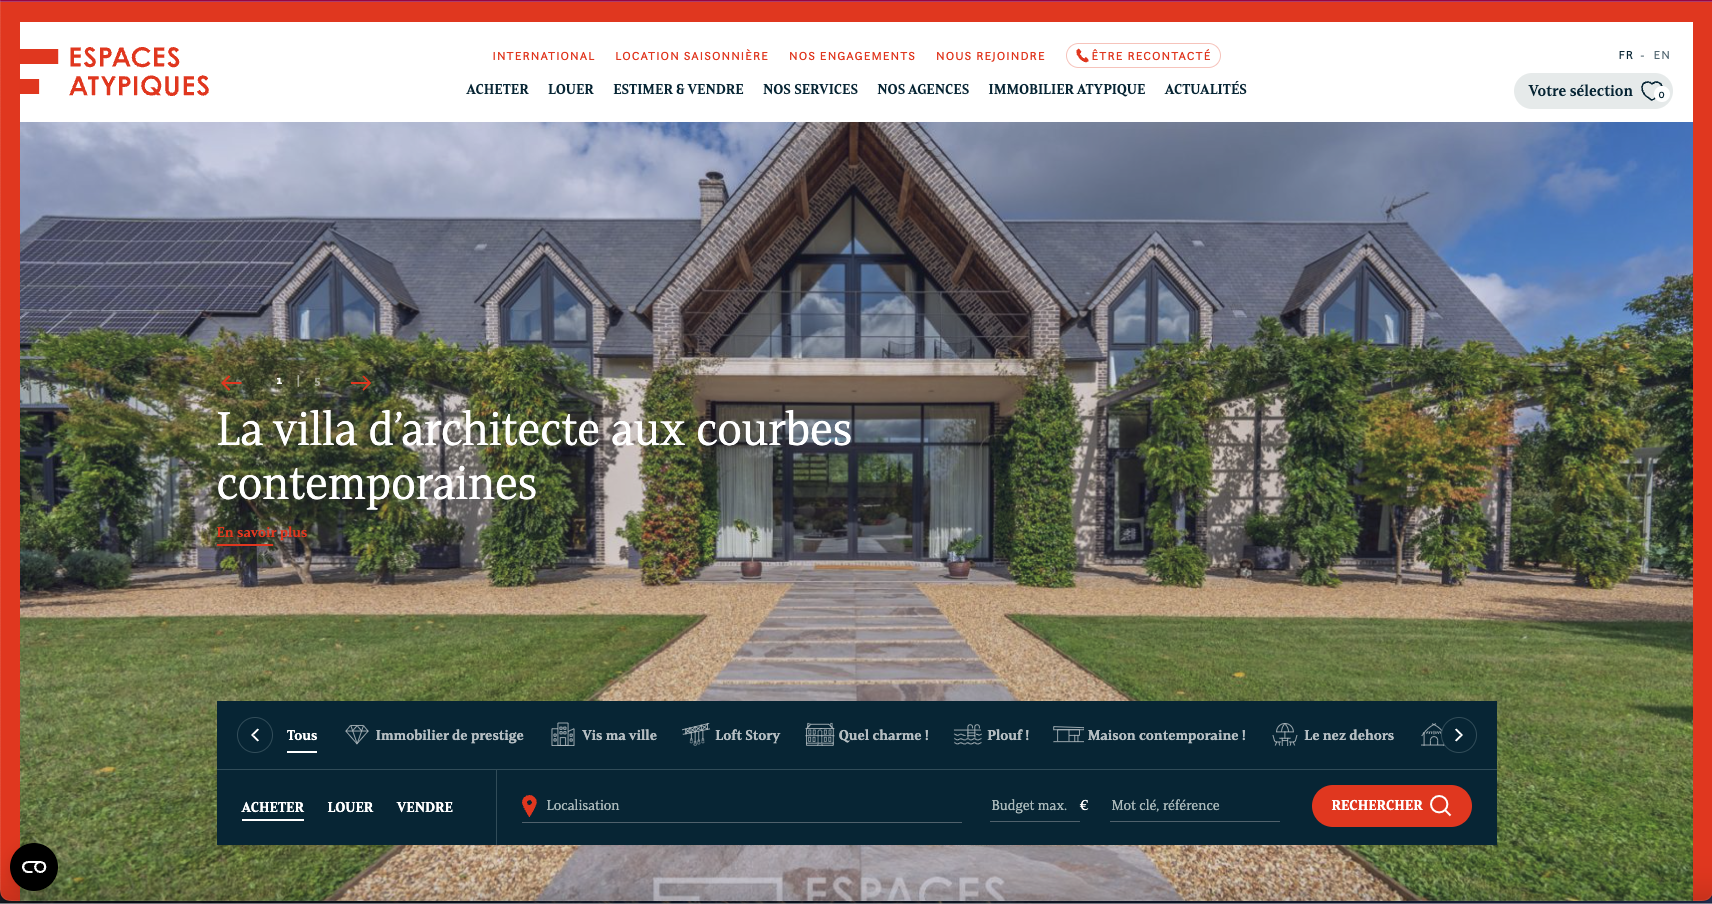 ESPACES
ATYPIQUES
INTERNATIONAL LOCATION SAISONNIÈRE NOS ENGAGEMENTS NOUS REJOINDRE ÊTRE RECONTACTÉ
FR - EN
ACHETER LOUER ESTIMER & VENDRE NOS SERVICES NOS AGENCES IMMOBILIER ATYPIQUE ACTUALITÉS
Votre sélection 0
1 | 5
La villa d’architecte aux courbes
contemporaines
En savoir plus
Tous Immobilier de prestige Vis ma ville Loft Story Quel charme ! Plouf ! Maison contemporaine ! Le nez dehors
ACHETER LOUER VENDRE Localisation Budget max. € Mot clé, référence RECHERCHER
ESPACES